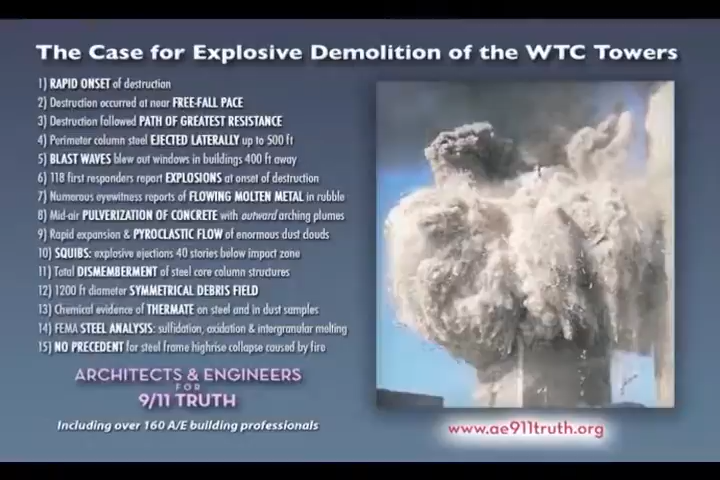 The Case for Explosive Demolition of the WTC Towers
1) RAPID ONSET of destruction
2) Destruction occurred at near FREE-FALL PACE
3) Destruction followed PATH OF GREATEST RESISTANCE
4) Perimeter column steel EJECTED LATERALLY up to 500 ft
5) BLAST WAVES blew out windows in buildings 400 ft away
6) 118 first responders report EXPLOSIONS at onset of destruction
7) Numerous eyewitness reports of FLOWING MOLTEN METAL in rubble
8) Mid-air PULVERIZATION OF CONCRETE with outward arching plumes
9) Rapid expansion & PYROCLASTIC FLOW of enormous dust clouds
10) SQUIBS: explosive ejections 40 stories below impact zone
11) Total DISMEMBERMENT of steel core column structures
12) 1200 ft diameter SYMMETRICAL DEBRIS FIELD
13) Chemical evidence of THERMATE on steel and in dust samples
14) FEMA STEEL ANALYSIS: sulfidation, oxidation & intergranular melting
15) NO PRECEDENT for steel frame highrise collapse caused by fire
ARCHITECTS & ENGINEERS
FOR
9/11 TRUTH
Including over 160 A/E building professionals
www.ae911truth.org